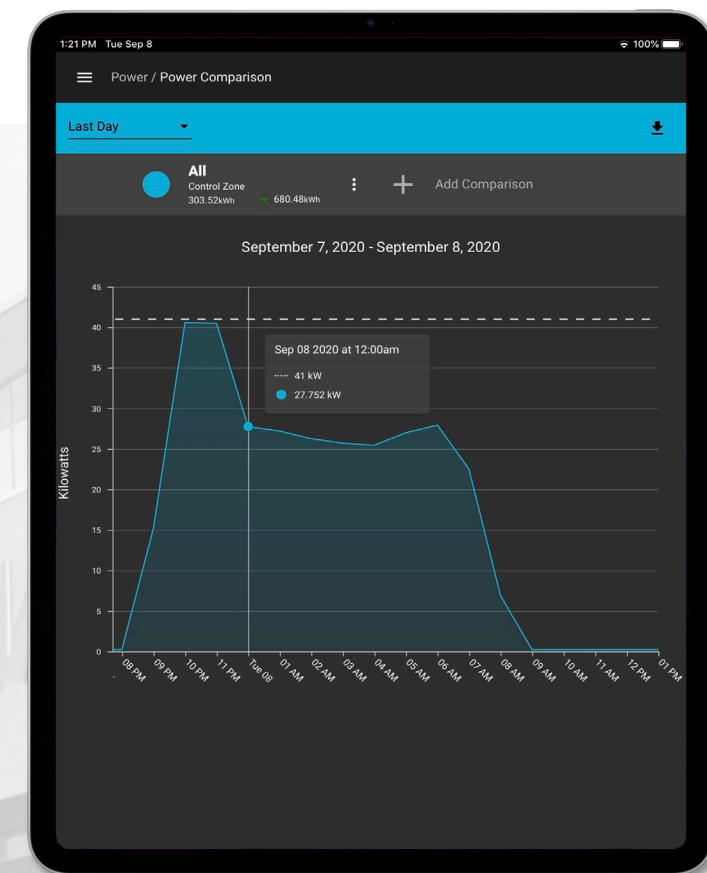 1:21 PM Tue Sep 8
100%
Power / Power Comparison
Last Day
All
Control Zone
303.52kWh 680.48kWh
Add Comparison
September 7, 2020 - September 8, 2020
45
40
35
30
25
20
15
10
5
0
Kilowatts
Sep 08 2020 at 12:00am
41 kW
27.752 kW
08 PM
09 PM
10 PM
11 PM
Tue 08
01 AM
02 AM
03 AM
04 AM
05 AM
06 AM
07 AM
08 AM
09 AM
10 AM
11 AM
12 PM
01 PM